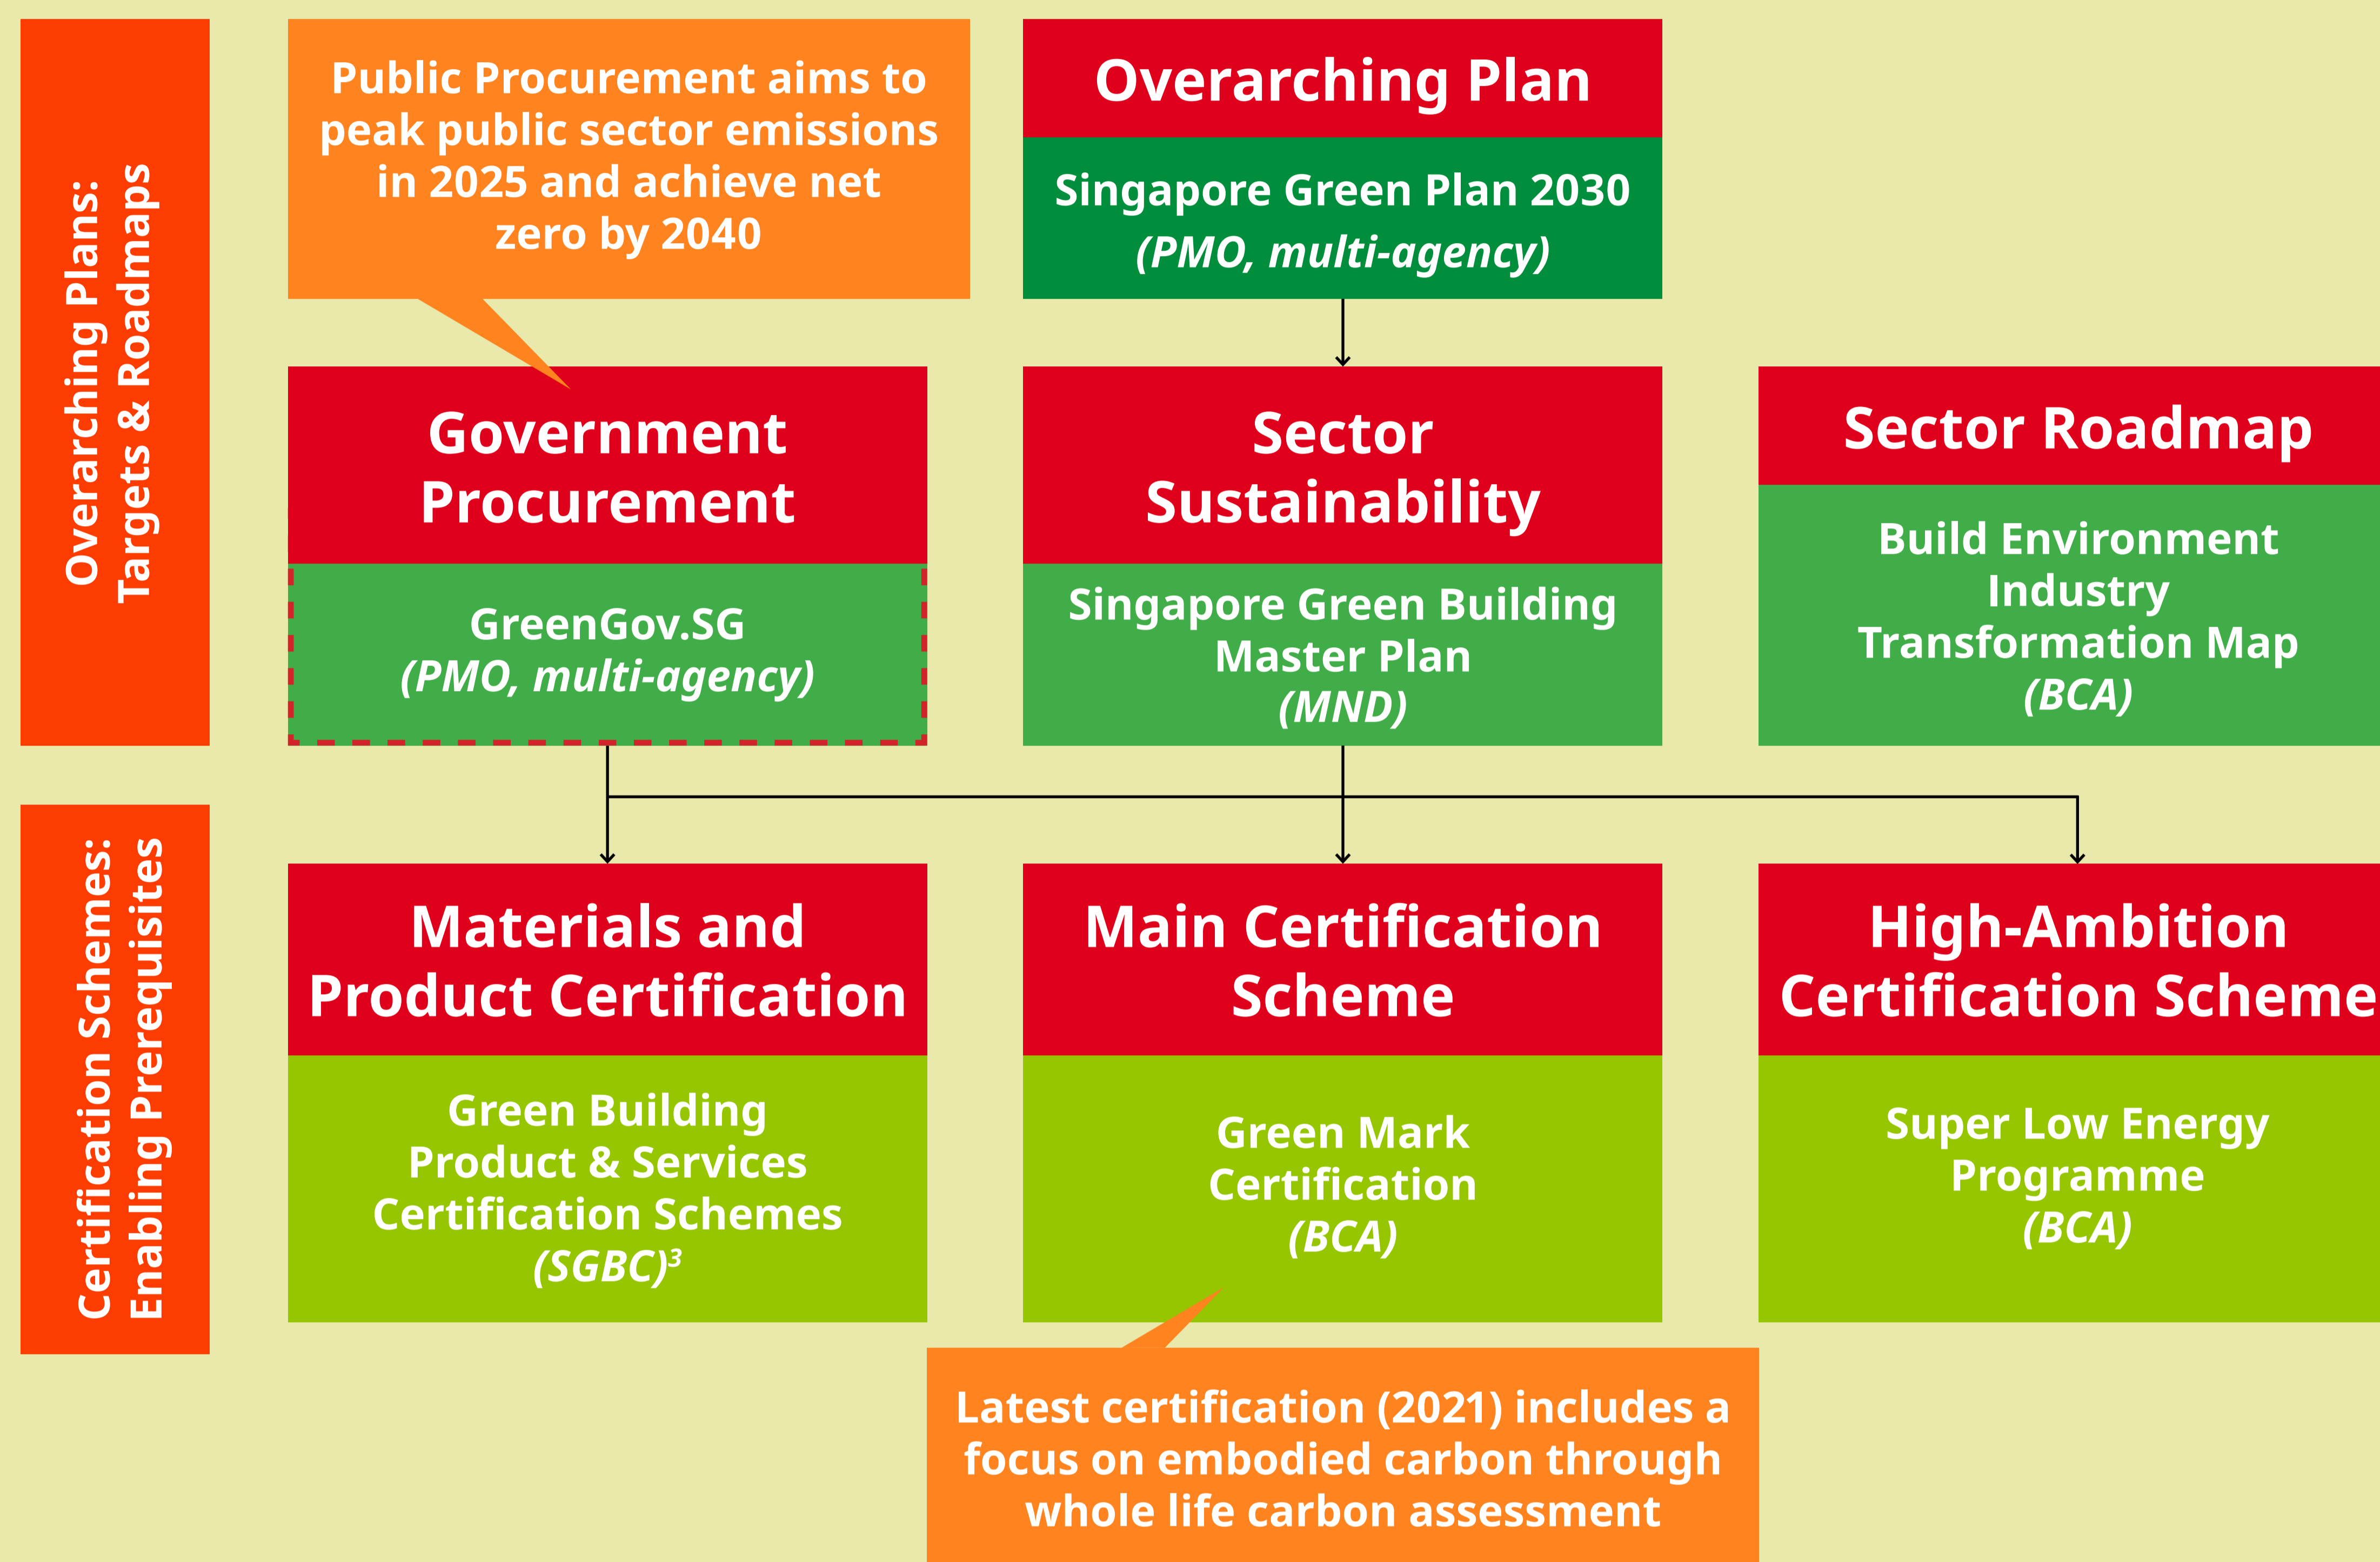 Overarching Plans:
Targets & Roadmaps
Public Procurement aims to
peak public sector emissions
in 2025 and achieve net
zero by 2040
Overarching Plan
Singapore Green Plan 2030
(PMO, multi-agency)
Government
Procurement
GreenGov.SG
(PMO, multi-agency)
Sector
Sustainability
Singapore Green Building
Master Plan
(MND)
Sector Roadmap
Build Environment
Industry
Transformation Map
(BCA)
Certification Schemes:
Enabling Prerequisites
Materials and
Product Certification
Green Building
Product & Services
Certification Schemes
(SGBC)³
Main Certification
Scheme
Green Mark
Certification
(BCA)
High-Ambition
Certification Scheme
Super Low Energy
Programme
(BCA)
Latest certification (2021) includes a
focus on embodied carbon through
whole life carbon assessment